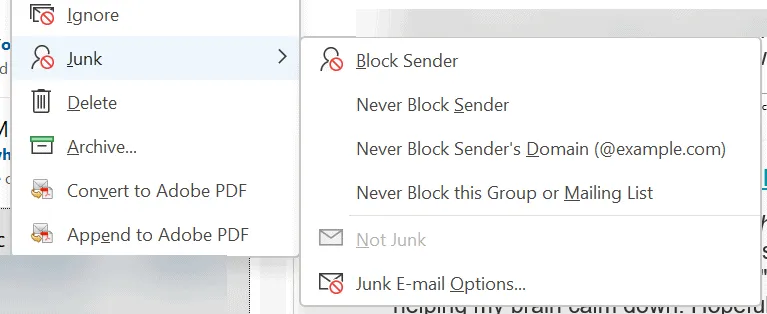 Ignore
Junk
Delete
Archive...
Convert to Adobe PDF
Append to Adobe PDF
Block Sender
Never Block Sender
Never Block Sender's Domain (@example.com)
Never Block this Group or Mailing List
Not Junk
Junk E-mail Options...
helping my brain calm down.